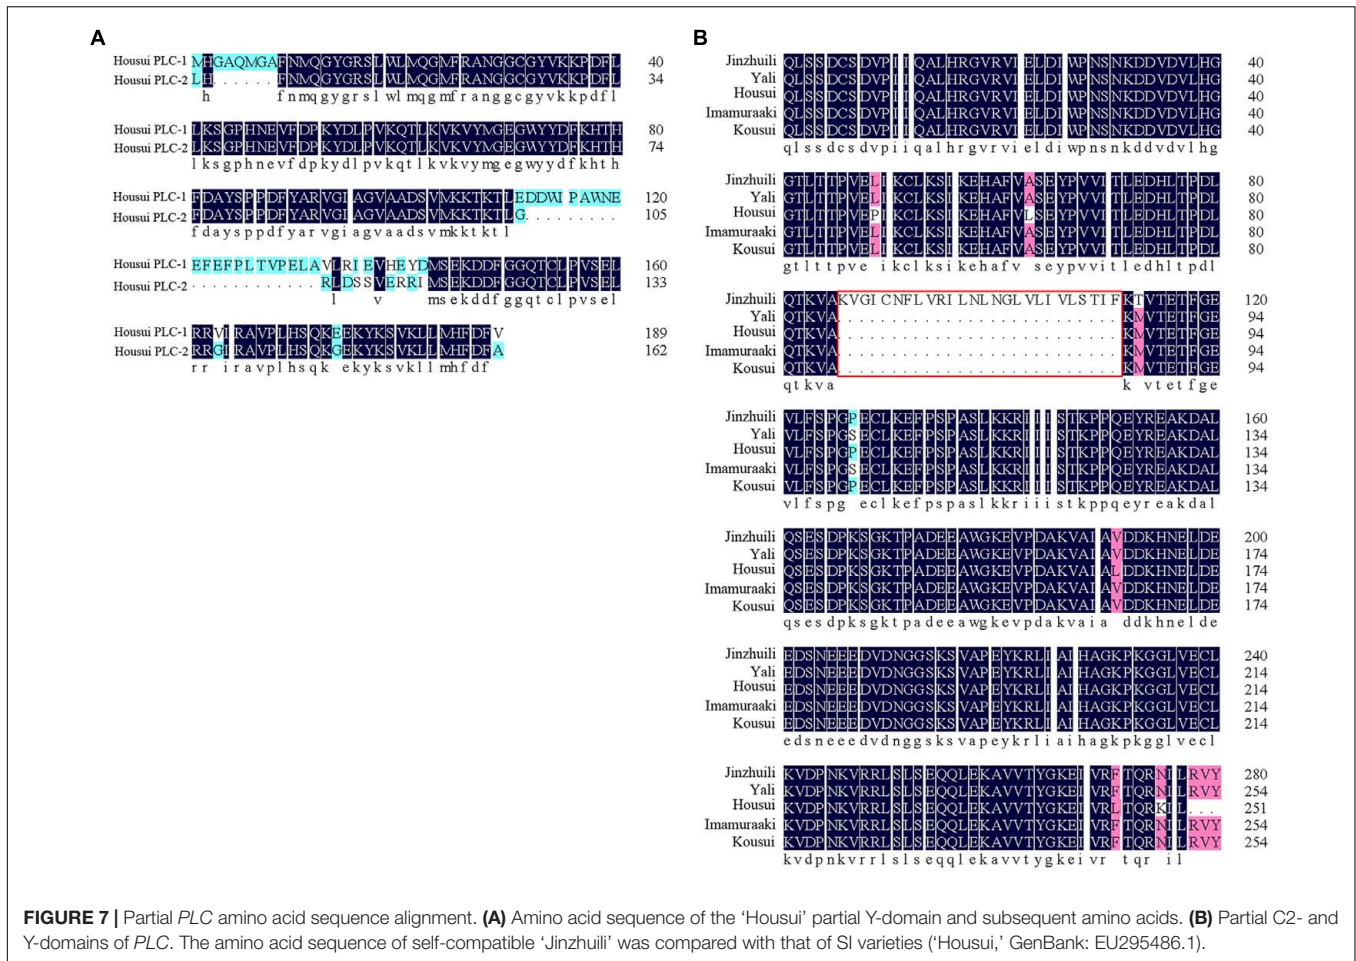 A
Housui PLC-1 MHGAQMGAFNMQGYGRSLWLMQGMFRANGGCGYVKKPDFL 40
Housui PLC-2 LH......FNMQGYGRSLWLMQGMFRANGGCGYVKKPDFL 34
h fnmqgygrslwlmqgmfranggcgyvkkpdfl
Housui PLC-1 LKSGPHNEVFDPKYDLPVKQTLKVKVYMGEGWYYDFKHTH 80
Housui PLC-2 LKSGPHNEVFDPKYDLPVKQTLKVKVYMGEGWYYDFKHTH 74
lksgphnevfdpkydlpvkqtlkvkvymgegwyydfkhth
Housui PLC-1 FDAYSPPDFYARVGIAGVAADSVMKKTKTLEDDWIPAWNE 120
Housui PLC-2 FDAYSPPDFYARVGIAGVAADSVMKKTKTLG......... 105
fdaysppdfyarvgiagvaadsvmkktktl
Housui PLC-1 EFEFPLTVPELAVLRIEVHEYDMSEKDDFGGQTCLPVSEL 160
Housui PLC-2 ............RLDSSVERRIMSEKDDFGGQTCLPVSEL 133
l v msekddfggqtclpvsel
Housui PLC-1 RRVIRAVPLHSQKEEKYKSVKLLMHFDFV 189
Housui PLC-2 RRGIRAVPLHSQKGEKYKSVKLLMHFDFA 162
rr iravplhsqk ekyksvkllmhfdf
B
Jinzhuili QLSSDCSDVPIIQALHRGVRVIELDIWPNSNKDDVDVLHG 40
Yali QLSSDCSDVPIIQALHRGVRVIELDIWPNSNKDDVDVLHG 40
Housui QLSSDCSDVPIIQALHRGVRVIELDIWPNSNKDDVDVLHG 40
Imamuraaki QLSSDCSDVPIIQALHRGVRVIELDIWPNSNKDDVDVLHG 40
Kousui QLSSDCSDVPIIQALHRGVRVIELDIWPNSNKDDVDVLHG 40
qlssdcsdvpiiqalhrgvrvieldiwpnsnkddvdvlhg
Jinzhuili GTLTTPVELIKCLKSIKEHAFVASEYPVVITLEDHLTPDL 80
Yali GTLTTPVELIKCLKSIKEHAFVASEYPVVITLEDHLTPDL 80
Housui GTLTTPVEPIKCLKSIKEHAFVLSEYPVVITLEDHLTPDL 80
Imamuraaki GTLTTPVELIKCLKSIKEHAFVASEYPVVITLEDHLTPDL 80
Kousui GTLTTPVELIKCLKSIKEHAFVASEYPVVITLEDHLTPDL 80
gtlttpve ikclksikehafv seypvvitledhltpdl
Jinzhuili QTKVAKVGICNFLVRILNLNGLVLIVLSTIFKTVTETFGE 120
Yali QTKVA..........................KMVTETFGE 94
Housui QTKVA..........................KMVTETFGE 94
Imamuraaki QTKVA..........................KMVTETFGE 94
Kousui QTKVA..........................KMVTETFGE 94
qtkva k vtetfge
Jinzhuili VLFSPGPECLKEFPSPASLKKRIIISTKPPQEYREAKDAL 160
Yali VLFSPGSECLKEFPSPASLKKRIIISTKPPQEYREAKDAL 134
Housui VLFSPGPECLKEFPSPASLKKRIIISTKPPQEYREAKDAL 134
Imamuraaki VLFSPGSECLKEFPSPASLKKRIIISTKPPQEYREAKDAL 134
Kousui VLFSPGPECLKEFPSPASLKKRIIISTKPPQEYREAKDAL 134
vlfspg eclkefpspaslkkriiistkppqeyreakdal
Jinzhuili QSESDPKSGKTPADEEAWGKEVPDAKVAIAVDDKHNELDE 200
Yali QSESDPKSGKTPADEEAWGKEVPDAKVAIAVDDKHNELDE 174
Housui QSESDPKSGKTPADEEAWGKEVPDAKVAIALDDKHNELDE 174
Imamuraaki QSESDPKSGKTPADEEAWGKEVPDAKVAIAVDDKHNELDE 174
Kousui QSESDPKSGKTPADEEAWGKEVPDAKVAIAVDDKHNELDE 174
qsesdpksgktpadeeawgkevpdakvaia ddkhnelde
Jinzhuili EDSNEEEDVDNGGSKSVAPEYKRLIAIHAGKPKGGLVECL 240
Yali EDSNEEEDVDNGGSKSVAPEYKRLIAIHAGKPKGGLVECL 214
Housui EDSNEEEDVDNGGSKSVAPEYKRLIAIHAGKPKGGLVECL 214
Imamuraaki EDSNEEEDVDNGGSKSVAPEYKRLIAIHAGKPKGGLVECL 214
Kousui EDSNEEEDVDNGGSKSVAPEYKRLIAIHAGKPKGGLVECL 214
edsneeedvdnggsksvapeykrliaihagkpkgglvecl
Jinzhuili KVDPNKVRRLSLSEQQLEKAVVTYGKEIVRFTQRNILRVY 280
Yali KVDPNKVRRLSLSEQQLEKAVVTYGKEIVRFTQRNILRVY 254
Housui KVDPNKVRRLSLSEQQLEKAVVTYGKEIVRLTQRKIL... 251
Imamuraaki KVDPNKVRRLSLSEQQLEKAVVTYGKEIVRFTQRNILRVY 254
Kousui KVDPNKVRRLSLSEQQLEKAVVTYGKEIVRFTQRNILRVY 254
kvdpnkvrrlslseqqlekavvtygkeivr tqr il
FIGURE 7 | Partial PLC amino acid sequence alignment. (A) Amino acid sequence of the ‘Housui’ partial Y-domain and subsequent amino acids. (B) Partial C2- and
Y-domains of PLC. The amino acid sequence of self-compatible ‘Jinzhuili’ was compared with that of SI varieties (‘Housui,’ GenBank: EU295486.1).